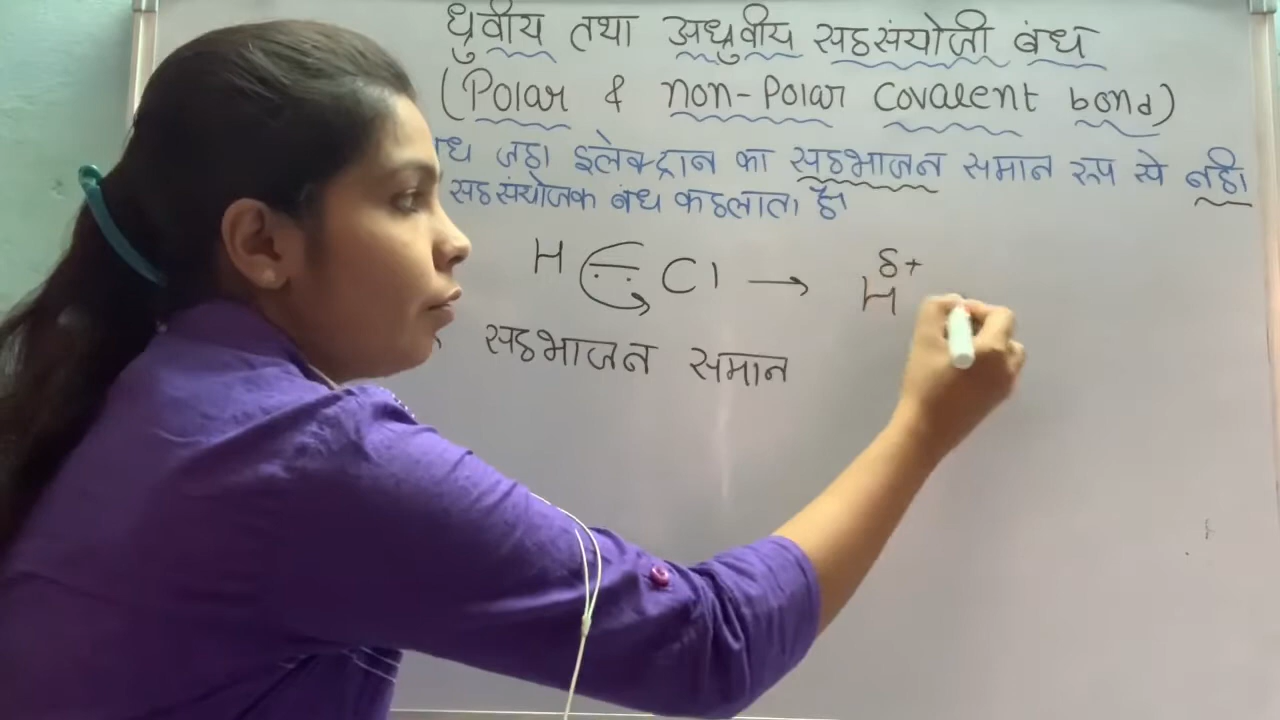 ध्रुवीय तथा अध्रुवीय सहसंयोजी बंध
(Polar & non-Polar covalent bond)
जहा इलेक्ट्रान का सहभाजन समान रूप से नही
सहसंयोजक बंध कहलाता है।
H Cl → H δ+
सहभाजन समान